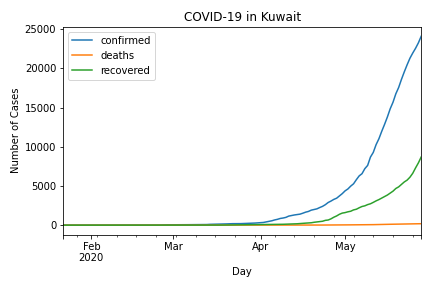 COVID-19 in Kuwait
confirmed
deaths
recovered
25000
20000
15000
10000
5000
0
Number of Cases
Feb Mar Apr May
2020
Day